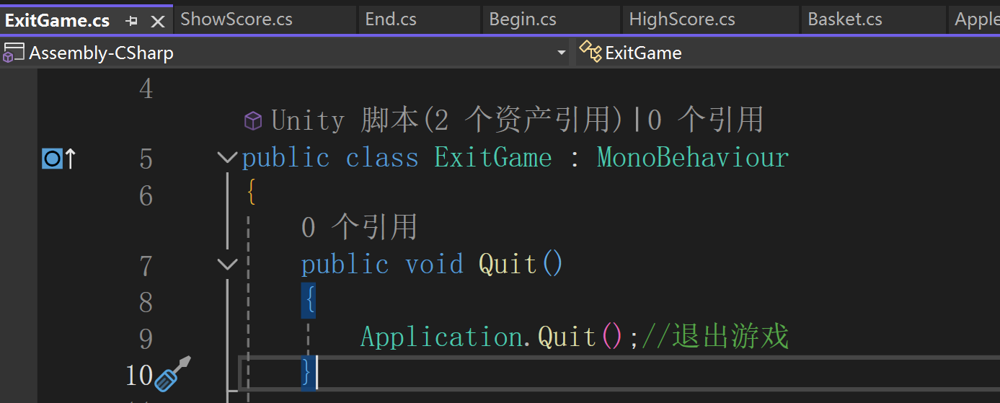 ExitGame.cs ShowScore.cs End.cs Begin.cs HighScore.cs Basket.cs Apple
Assembly-CSharp ExitGame
4
Unity 脚本(2 个资产引用)|0 个引用
5 public class ExitGame : MonoBehaviour
6 {
0 个引用
7 public void Quit()
8 {
9 Application.Quit();//退出游戏
10 }